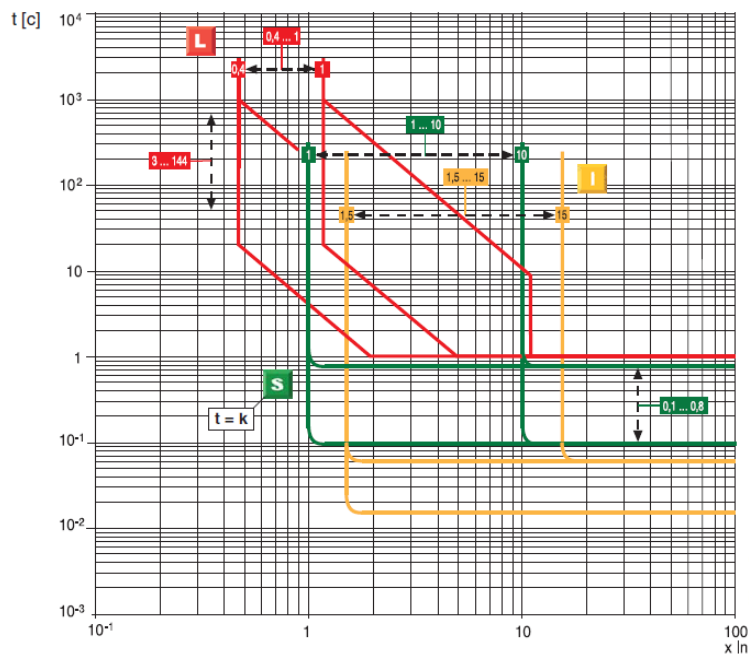 t [c]
10⁴
L
0,4 ... 1
0,4
1
10³
1 ... 10
3 ... 144
1
10
1,5 ... 15
I
10²
1,5
15
10
1
S
t = k
0,1 ... 0,8
10⁻¹
10⁻²
10⁻³
10⁻¹
1
10
100
x In